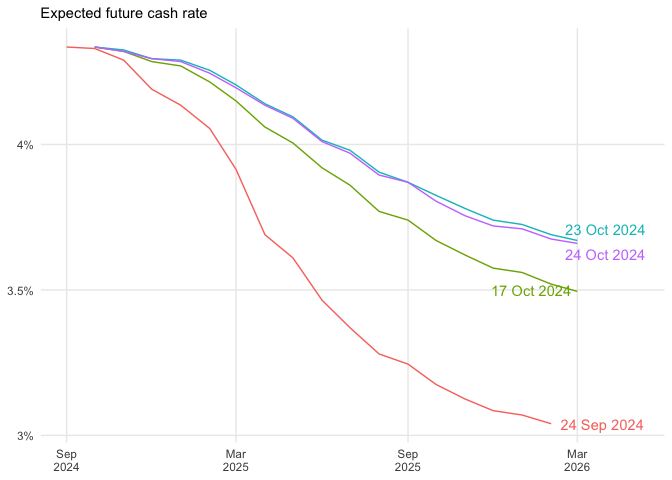 Expected future cash rate
4%
3.5%
3%
23 Oct 2024
24 Oct 2024
17 Oct 2024
24 Sep 2024
Sep
2024
Mar
2025
Sep
2025
Mar
2026